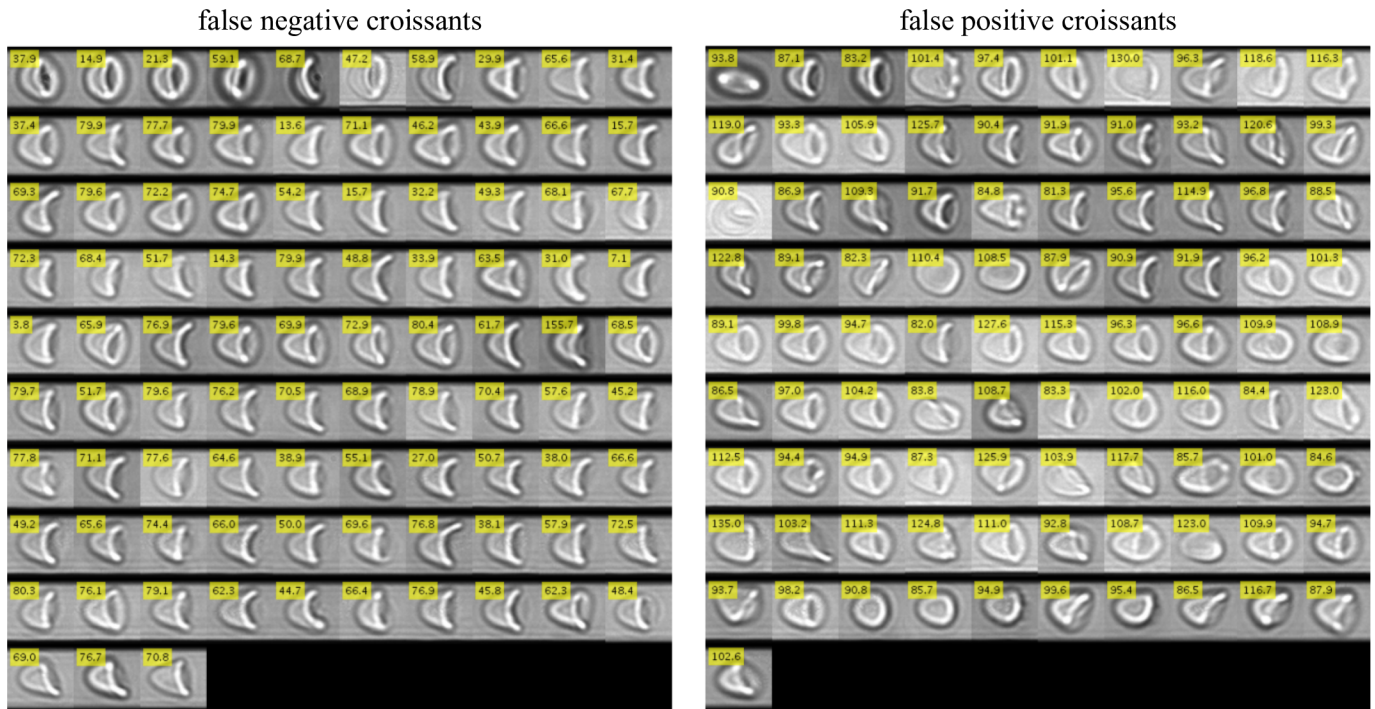 false negative croissants
false positive croissants
37.9 14.9 21.3 59.1 68.7 47.2 58.9 29.9 65.6 31.4
37.4 79.9 77.7 79.9 13.6 71.1 46.2 43.9 66.6 15.7
69.3 79.6 72.2 74.7 54.2 15.7 32.2 49.3 68.1 67.7
72.3 68.4 51.7 14.3 79.9 48.8 33.9 63.5 31.0 7.1
3.8 65.9 76.9 79.6 69.9 72.9 80.4 61.7 155.7 68.5
79.7 51.7 79.6 76.2 70.5 68.9 78.9 70.4 57.6 45.2
77.8 71.1 77.6 64.6 38.9 55.1 27.0 50.7 38.0 66.6
49.2 65.6 74.4 66.0 50.0 69.6 76.8 38.1 57.9 72.5
80.3 76.1 79.1 62.3 44.7 66.4 76.9 45.8 62.3 48.4
69.0 76.7 70.8
93.8 87.1 83.2 101.4 97.4 101.1 130.0 96.3 118.6 116.3
119.0 93.3 105.9 125.7 90.4 91.9 91.0 93.2 120.6 99.3
90.8 86.9 109.3 91.7 84.8 81.3 95.6 114.9 96.8 88.5
122.8 89.1 82.3 110.4 108.5 87.9 90.9 91.9 96.2 101.3
89.1 99.8 94.7 82.0 127.6 115.3 96.3 96.6 109.9 108.9
86.5 97.0 104.2 83.8 108.7 83.3 102.0 116.0 84.4 123.0
112.5 94.4 94.9 87.3 125.9 103.9 117.7 85.7 101.0 84.6
135.0 103.2 111.3 124.8 111.0 92.8 108.7 123.0 109.9 94.7
93.7 98.2 90.8 85.7 94.9 99.6 95.4 86.5 116.7 87.9
102.6